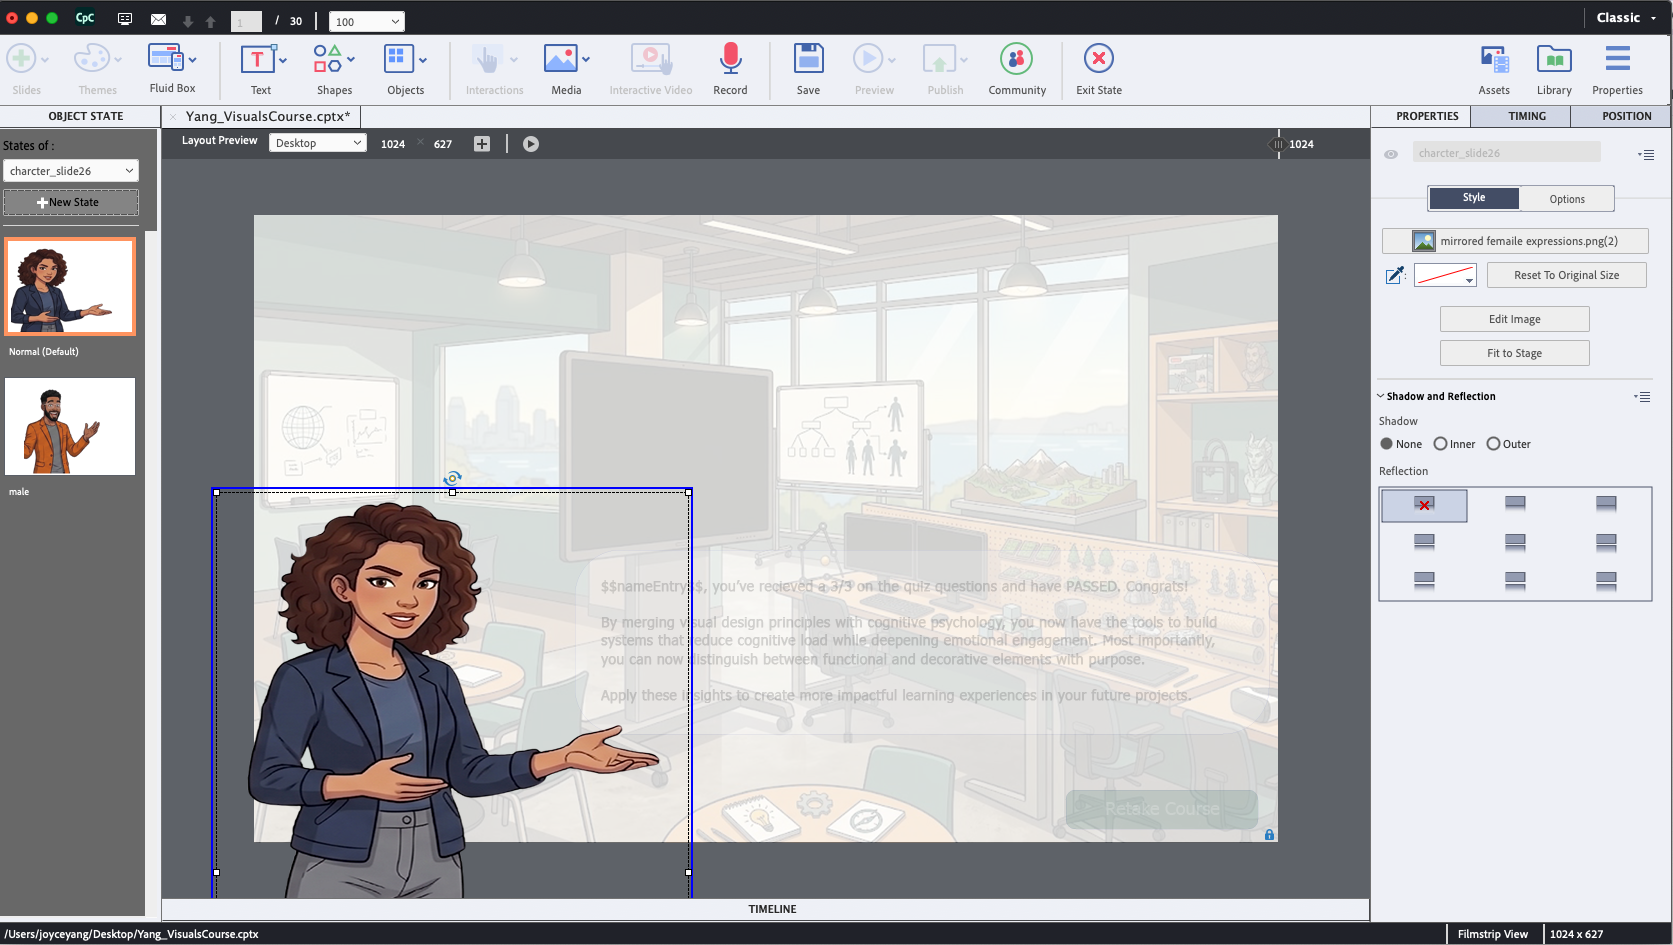 CpC
1 / 30
100
Classic
Slides
Themes
Fluid Box
Text
Shapes
Objects
Interactions
Media
Interactive Video
Record
Save
Preview
Publish
Community
Exit State
Assets
Library
Properties
OBJECT STATE
× Yang_VisualsCourse.cptx*
PROPERTIES
TIMING
POSITION
States of :
charcter_slide26
+New State
Normal (Default)
male
Layout Preview
Desktop
1024 × 627
1024
$$nameEntry$$, you've recieved a 3/3 on the quiz questions and have PASSED. Congrats!
By merging visual design principles with cognitive psychology, you now have the tools to build
systems that reduce cognitive load while deepening emotional engagement. Most importantly,
you can now distinguish between functional and decorative elements with purpose.
Apply these insights to create more impactful learning experiences in your future projects.
Retake Course
charcter_slide26
Style
Options
mirrored femaile expressions.png(2)
Reset To Original Size
Edit Image
Fit to Stage
Shadow and Reflection
Shadow
None
Inner
Outer
Reflection
TIMELINE
/Users/joyceyang/Desktop/Yang_VisualsCourse.cptx
Filmstrip View
1024 x 627